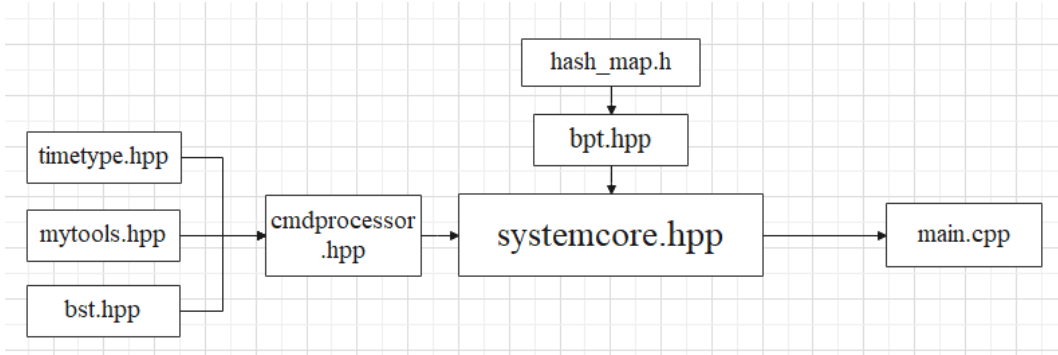 hash_map.h
bpt.hpp
timetype.hpp
mytools.hpp
bst.hpp
cmdprocessor
.hpp
systemcore.hpp
main.cpp